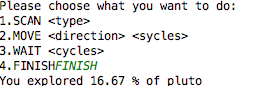 Please choose what you want to do:
1.SCAN <type>
2.MOVE <direction> <sycles>
3.WAIT <cycles>
4.FINISHFINISH
You explored 16.67 % of pluto